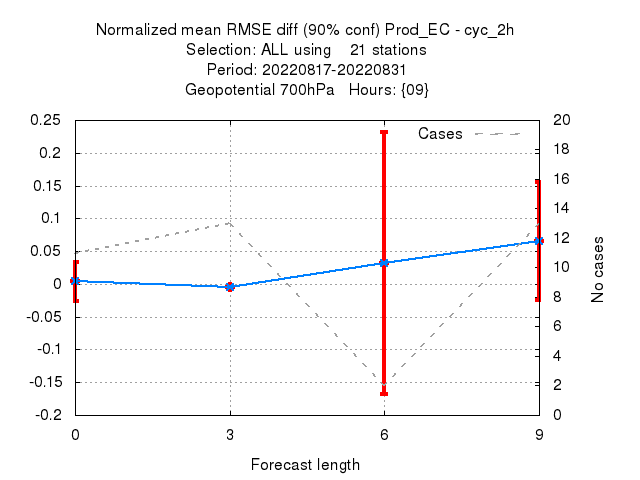 Normalized mean RMSE diff (90% conf) Prod_EC - cyc_2h
Selection: ALL using    21 stations
Period: 20220817-20220831
Geopotential 700hPa   Hours: {09}
Cases
0.25
0.2
0.15
0.1
0.05
0
-0.05
-0.1
-0.15
-0.2
20
18
16
14
12
10
8
6
4
2
0
No cases
0 3 6 9
Forecast length